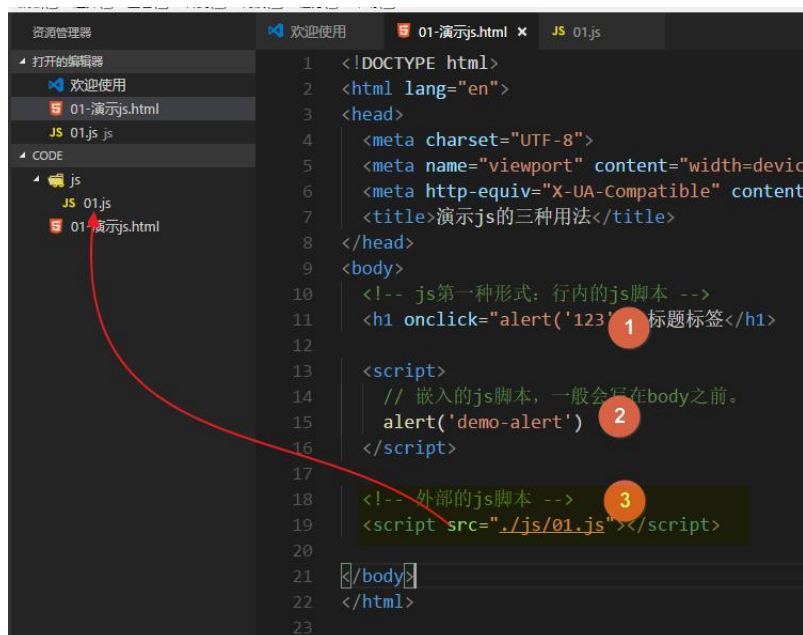 资源管理器
打开的编辑器
欢迎使用
01-演示js.html
JS 01.js js
CODE
js
JS 01.js
01-演示js.html
欢迎使用
01-演示js.html ×
JS 01.js
1 <!DOCTYPE html>
2 <html lang="en">
3 <head>
4 <meta charset="UTF-8">
5 <meta name="viewport" content="width=devic
6 <meta http-equiv="X-UA-Compatible" content
7 <title>演示js的三种用法</title>
8 </head>
9 <body>
10 <!-- js第一种形式: 行内的js脚本 -->
11 <h1 onclick="alert('123' 1 标题标签</h1>
12
13 <script>
14 // 嵌入的js脚本, 一般会写在body之前。
15 alert('demo-alert') 2
16 </script>
17
18 <!-- 外部的js脚本 --> 3
19 <script src="./js/01.js"></script>
20
21 </body>
22 </html>
23